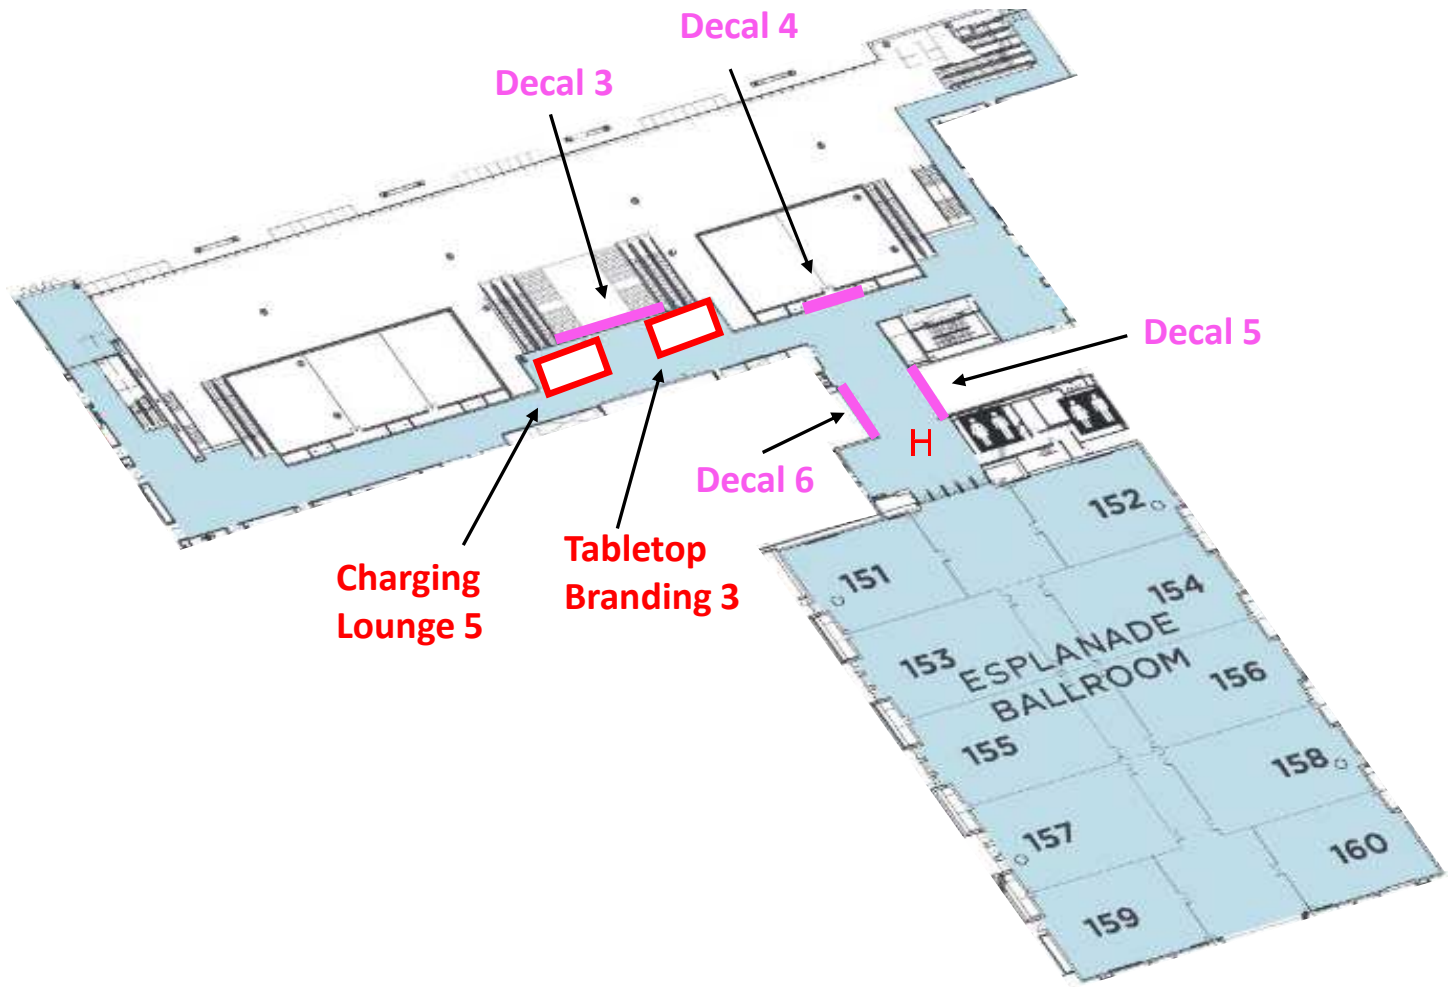 Decal 4
Decal 3
Decal 5
H
Decal 6
Charging
Lounge 5
Tabletop
Branding 3
152
151
154
153
ESPLANADE
BALLROOM
156
155
158
157
160
159